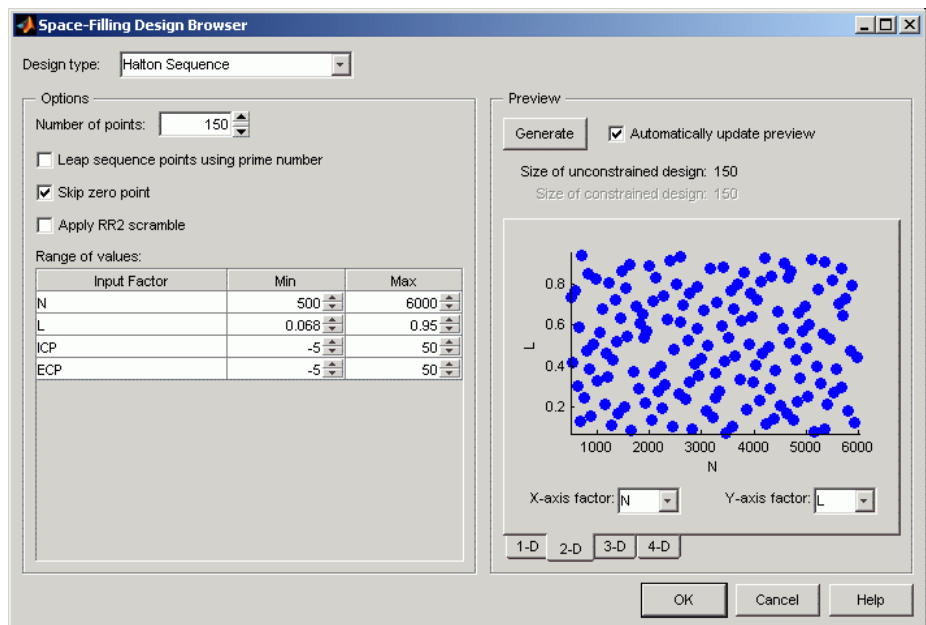 Space-Filling Design Browser
Design type: Halton Sequence
Options
Number of points: 150
Leap sequence points using prime number
Skip zero point
Apply RR2 scramble
Range of values:
Input Factor Min Max
N 500 6000
L 0.068 0.95
ICP -5 50
ECP -5 50
Preview
Generate Automatically update preview
Size of unconstrained design: 150
Size of constrained design: 150
0.8
0.6
L
0.4
0.2
1000 2000 3000 4000 5000 6000
N
X-axis factor: N Y-axis factor: L
1-D 2-D 3-D 4-D
OK Cancel Help